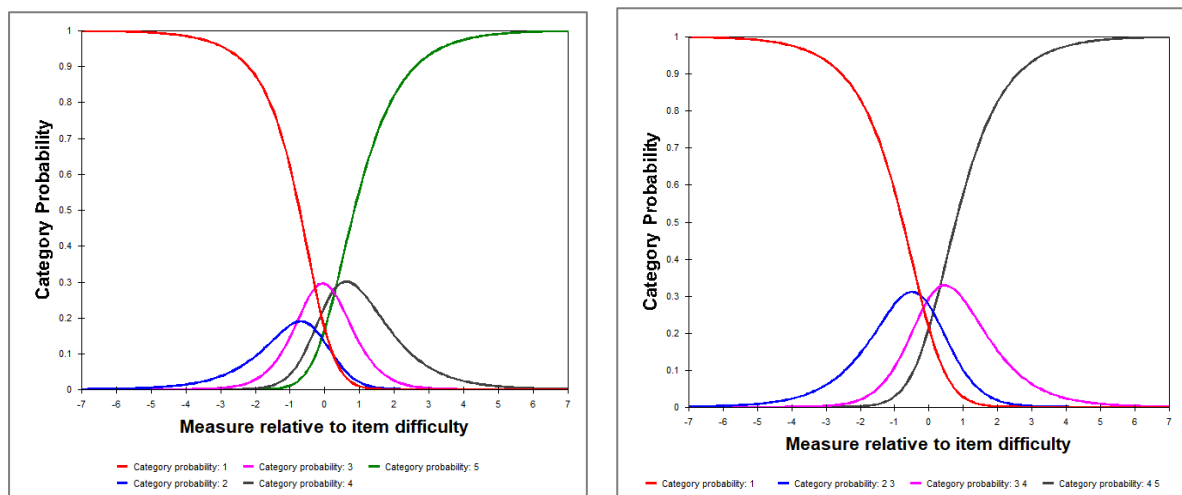 1
0.9
0.8
0.7
0.6
0.5
0.4
0.3
0.2
0.1
0
Category Probability
-7 -6 -5 -4 -3 -2 -1 0 1 2 3 4 5 6 7
Measure relative to item difficulty
Category probability: 1 Category probability: 3 Category probability: 5
Category probability: 2 Category probability: 4
1
0.9
0.8
0.7
0.6
0.5
0.4
0.3
0.2
0.1
0
Category Probability
-7 -6 -5 -4 -3 -2 -1 0 1 2 3 4 5 6 7
Measure relative to item difficulty
Category probability: 1 Category probability: 2 3 Category probability: 3 4 Category probability: 4 5